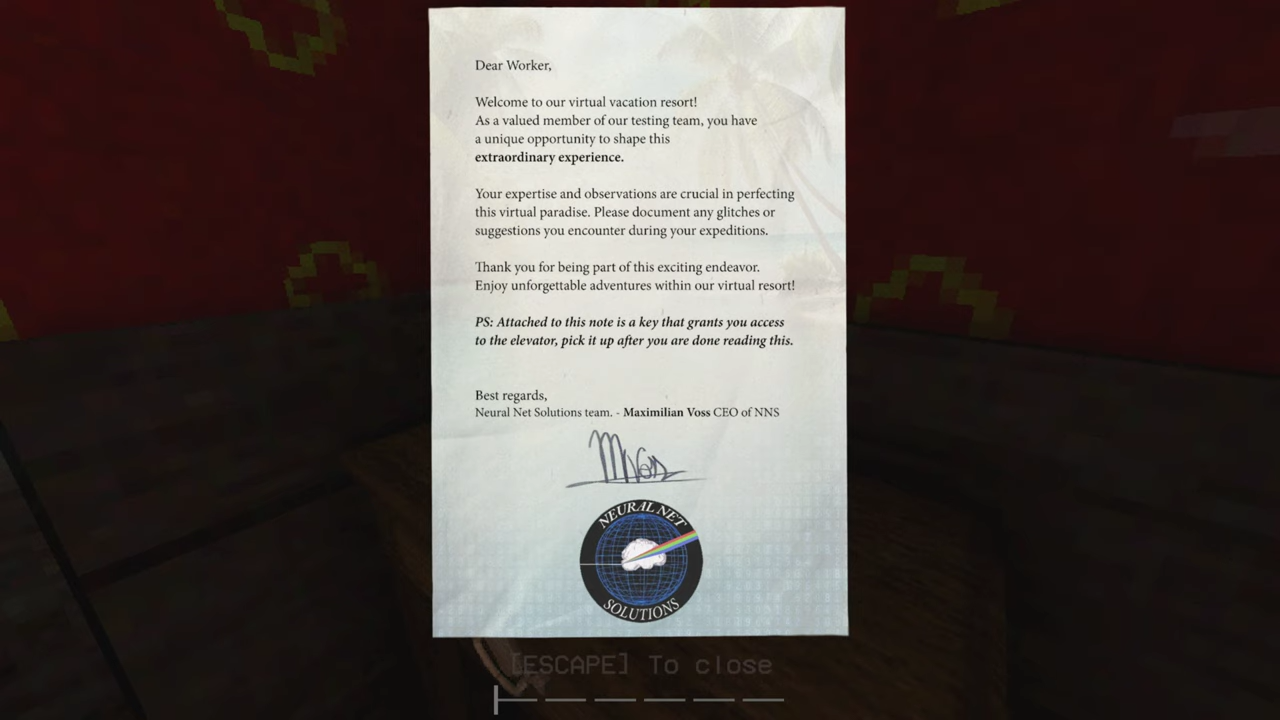 Dear Worker,
Welcome to our virtual vacation resort!
As a valued member of our testing team, you have
a unique opportunity to shape this
extraordinary experience.
Your expertise and observations are crucial in perfecting
this virtual paradise. Please document any glitches or
suggestions you encounter during your expeditions.
Thank you for being part of this exciting endeavor.
Enjoy unforgettable adventures within our virtual resort!
PS: Attached to this note is a key that grants you access
to the elevator, pick it up after you are done reading this.
Best regards,
Neural Net Solutions team. - Maximilian Voss CEO of NNS
MVoss
NEURAL NET
SOLUTIONS
[ESCAPE] To close